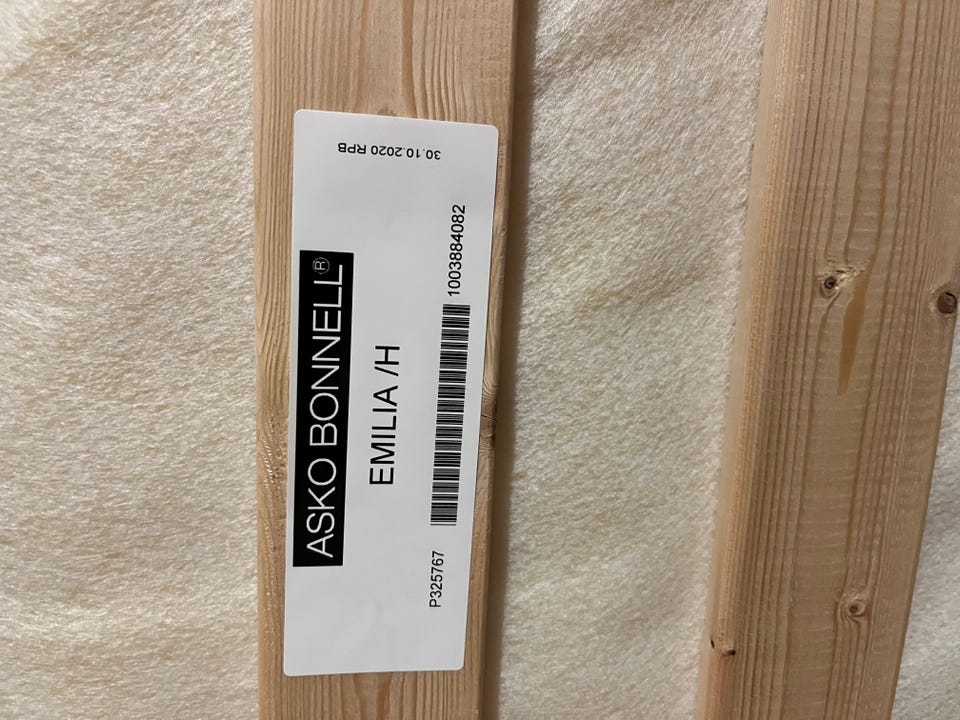 ASKO BONNELL®
EMILIA /H
P325767 1003884082
30.10.2020 RPB